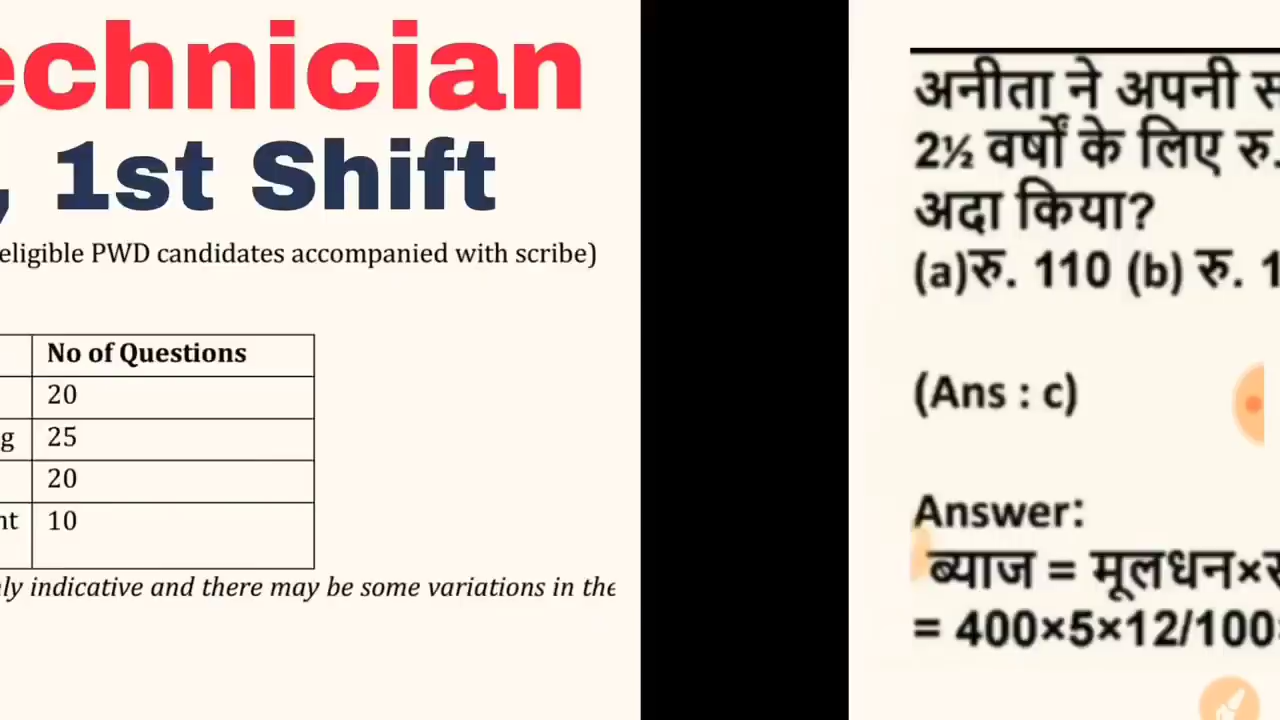 echnician
, 1st Shift
eligible PWD candidates accompanied with scribe)
No of Questions
20
g 25
20
nt 10
ly indicative and there may be some variations in the
अनीता ने अपनी स
2½ वर्षों के लिए रु.
अदा किया?
(a)रु. 110 (b) रु. 1
(Ans : c)
Answer:
ब्याज = मूलधन×
= 400×5×12/100